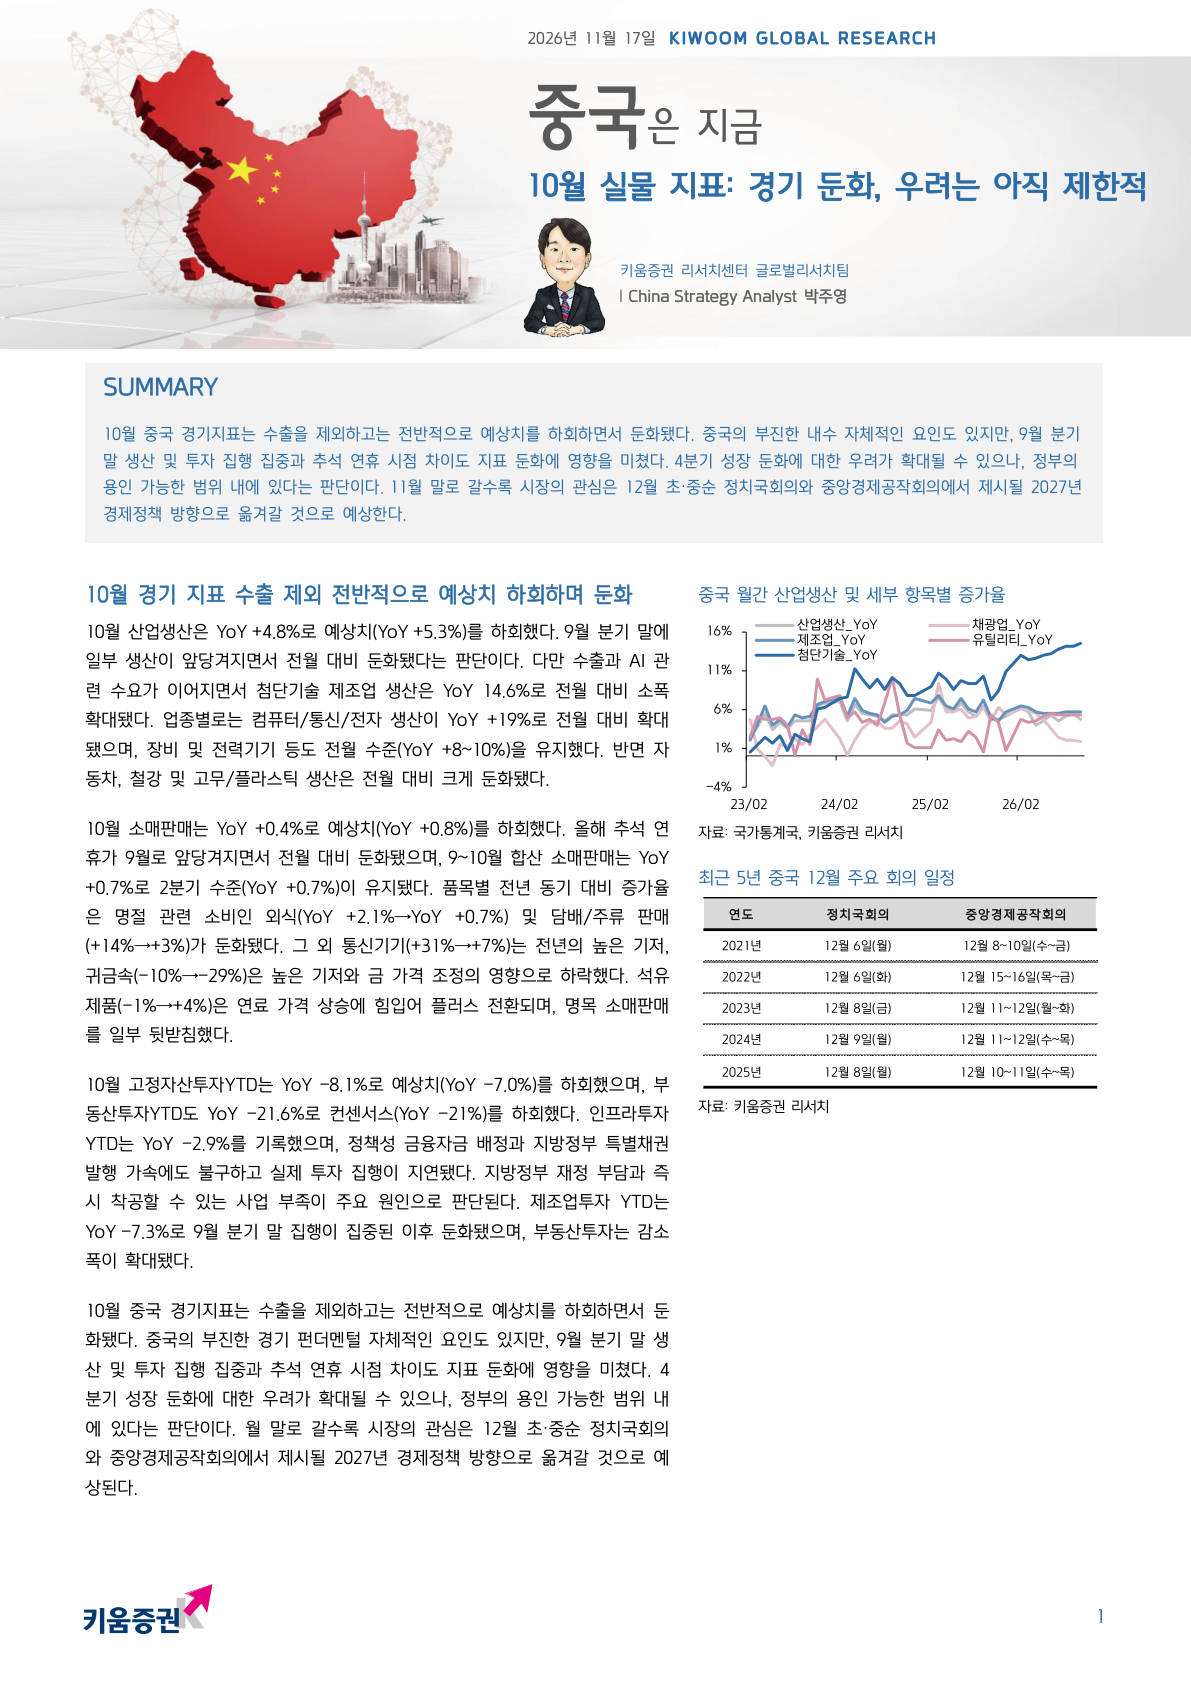 2026년 11월 17일 KIWOOM GLOBAL RESEARCH
중국은 지금
10월 실물 지표: 경기 둔화, 우려는 아직 제한적
키움증권 리서치센터 글로벌리서치팀
| China Strategy Analyst 박주영
SUMMARY
10월 중국 경기지표는 수출을 제외하고는 전반적으로 예상치를 하회하면서 둔화됐다. 중국의 부진한 내수 자체적인 요인도 있지만, 9월 분기
말 생산 및 투자 집행 집중과 추석 연휴 시점 차이도 지표 둔화에 영향을 미쳤다. 4분기 성장 둔화에 대한 우려가 확대될 수 있으나, 정부의
용인 가능한 범위 내에 있다는 판단이다. 11월 말로 갈수록 시장의 관심은 12월 초·중순 정치국회의와 중앙경제공작회의에서 제시될 2027년
경제정책 방향으로 옮겨갈 것으로 예상한다.
10월 경기 지표 수출 제외 전반적으로 예상치 하회하며 둔화
10월 산업생산은 YoY +4.8%로 예상치(YoY +5.3%)를 하회했다. 9월 분기 말에
일부 생산이 앞당겨지면서 전월 대비 둔화됐다는 판단이다. 다만 수출과 AI 관
련 수요가 이어지면서 첨단기술 제조업 생산은 YoY 14.6%로 전월 대비 소폭
확대됐다. 업종별로는 컴퓨터/통신/전자 생산이 YoY +19%로 전월 대비 확대
됐으며, 장비 및 전력기기 등도 전월 수준(YoY +8~10%)을 유지했다. 반면 자
동차, 철강 및 고무/플라스틱 생산은 전월 대비 크게 둔화됐다.
10월 소매판매는 YoY +0.4%로 예상치(YoY +0.8%)를 하회했다. 올해 추석 연
휴가 9월로 앞당겨지면서 전월 대비 둔화됐으며, 9~10월 합산 소매판매는 YoY
+0.7%로 2분기 수준(YoY +0.7%)이 유지됐다. 품목별 전년 동기 대비 증가율
은 명절 관련 소비인 외식(YoY +2.1%→YoY +0.7%) 및 담배/주류 판매
(+14%→+3%)가 둔화됐다. 그 외 통신기기(+31%→+7%)는 전년의 높은 기저,
귀금속(-10%→-29%)은 높은 기저와 금 가격 조정의 영향으로 하락했다. 석유
제품(-1%→+4%)은 연료 가격 상승에 힘입어 플러스 전환되며, 명목 소매판매
를 일부 뒷받침했다.
10월 고정자산투자YTD는 YoY -8.1%로 예상치(YoY -7.0%)를 하회했으며, 부
동산투자YTD도 YoY -21.6%로 컨센서스(YoY -21%)를 하회했다. 인프라투자
YTD는 YoY -2.9%를 기록했으며, 정책성 금융자금 배정과 지방정부 특별채권
발행 가속에도 불구하고 실제 투자 집행이 지연됐다. 지방정부 재정 부담과 즉
시 착공할 수 있는 사업 부족이 주요 원인으로 판단된다. 제조업투자 YTD는
YoY -7.3%로 9월 분기 말 집행이 집중된 이후 둔화됐으며, 부동산투자는 감소
폭이 확대됐다.
10월 중국 경기지표는 수출을 제외하고는 전반적으로 예상치를 하회하면서 둔
화됐다. 중국의 부진한 경기 펀더멘털 자체적인 요인도 있지만, 9월 분기 말 생
산 및 투자 집행 집중과 추석 연휴 시점 차이도 지표 둔화에 영향을 미쳤다. 4
분기 성장 둔화에 대한 우려가 확대될 수 있으나, 정부의 용인 가능한 범위 내
에 있다는 판단이다. 월 말로 갈수록 시장의 관심은 12월 초·중순 정치국회의
와 중앙경제공작회의에서 제시될 2027년 경제정책 방향으로 옮겨갈 것으로 예
상된다.
중국 월간 산업생산 및 세부 항목별 증가율
산업생산_YoY 채광업_YoY
제조업_YoY 유틸리티_YoY
첨단기술_YoY
16%
11%
6%
1%
-4%
23/02 24/02 25/02 26/02
자료: 국가통계국, 키움증권 리서치
최근 5년 중국 12월 주요 회의 일정
연도 정치국회의 중앙경제공작회의
2021년 12월 6일(월) 12월 8~10일(수~금)
2022년 12월 6일(화) 12월 15~16일(목~금)
2023년 12월 8일(금) 12월 11~12일(월~화)
2024년 12월 9일(월) 12월 11~12일(수~목)
2025년 12월 8일(월) 12월 10~11일(수~목)
자료: 키움증권 리서치
키움증권
1